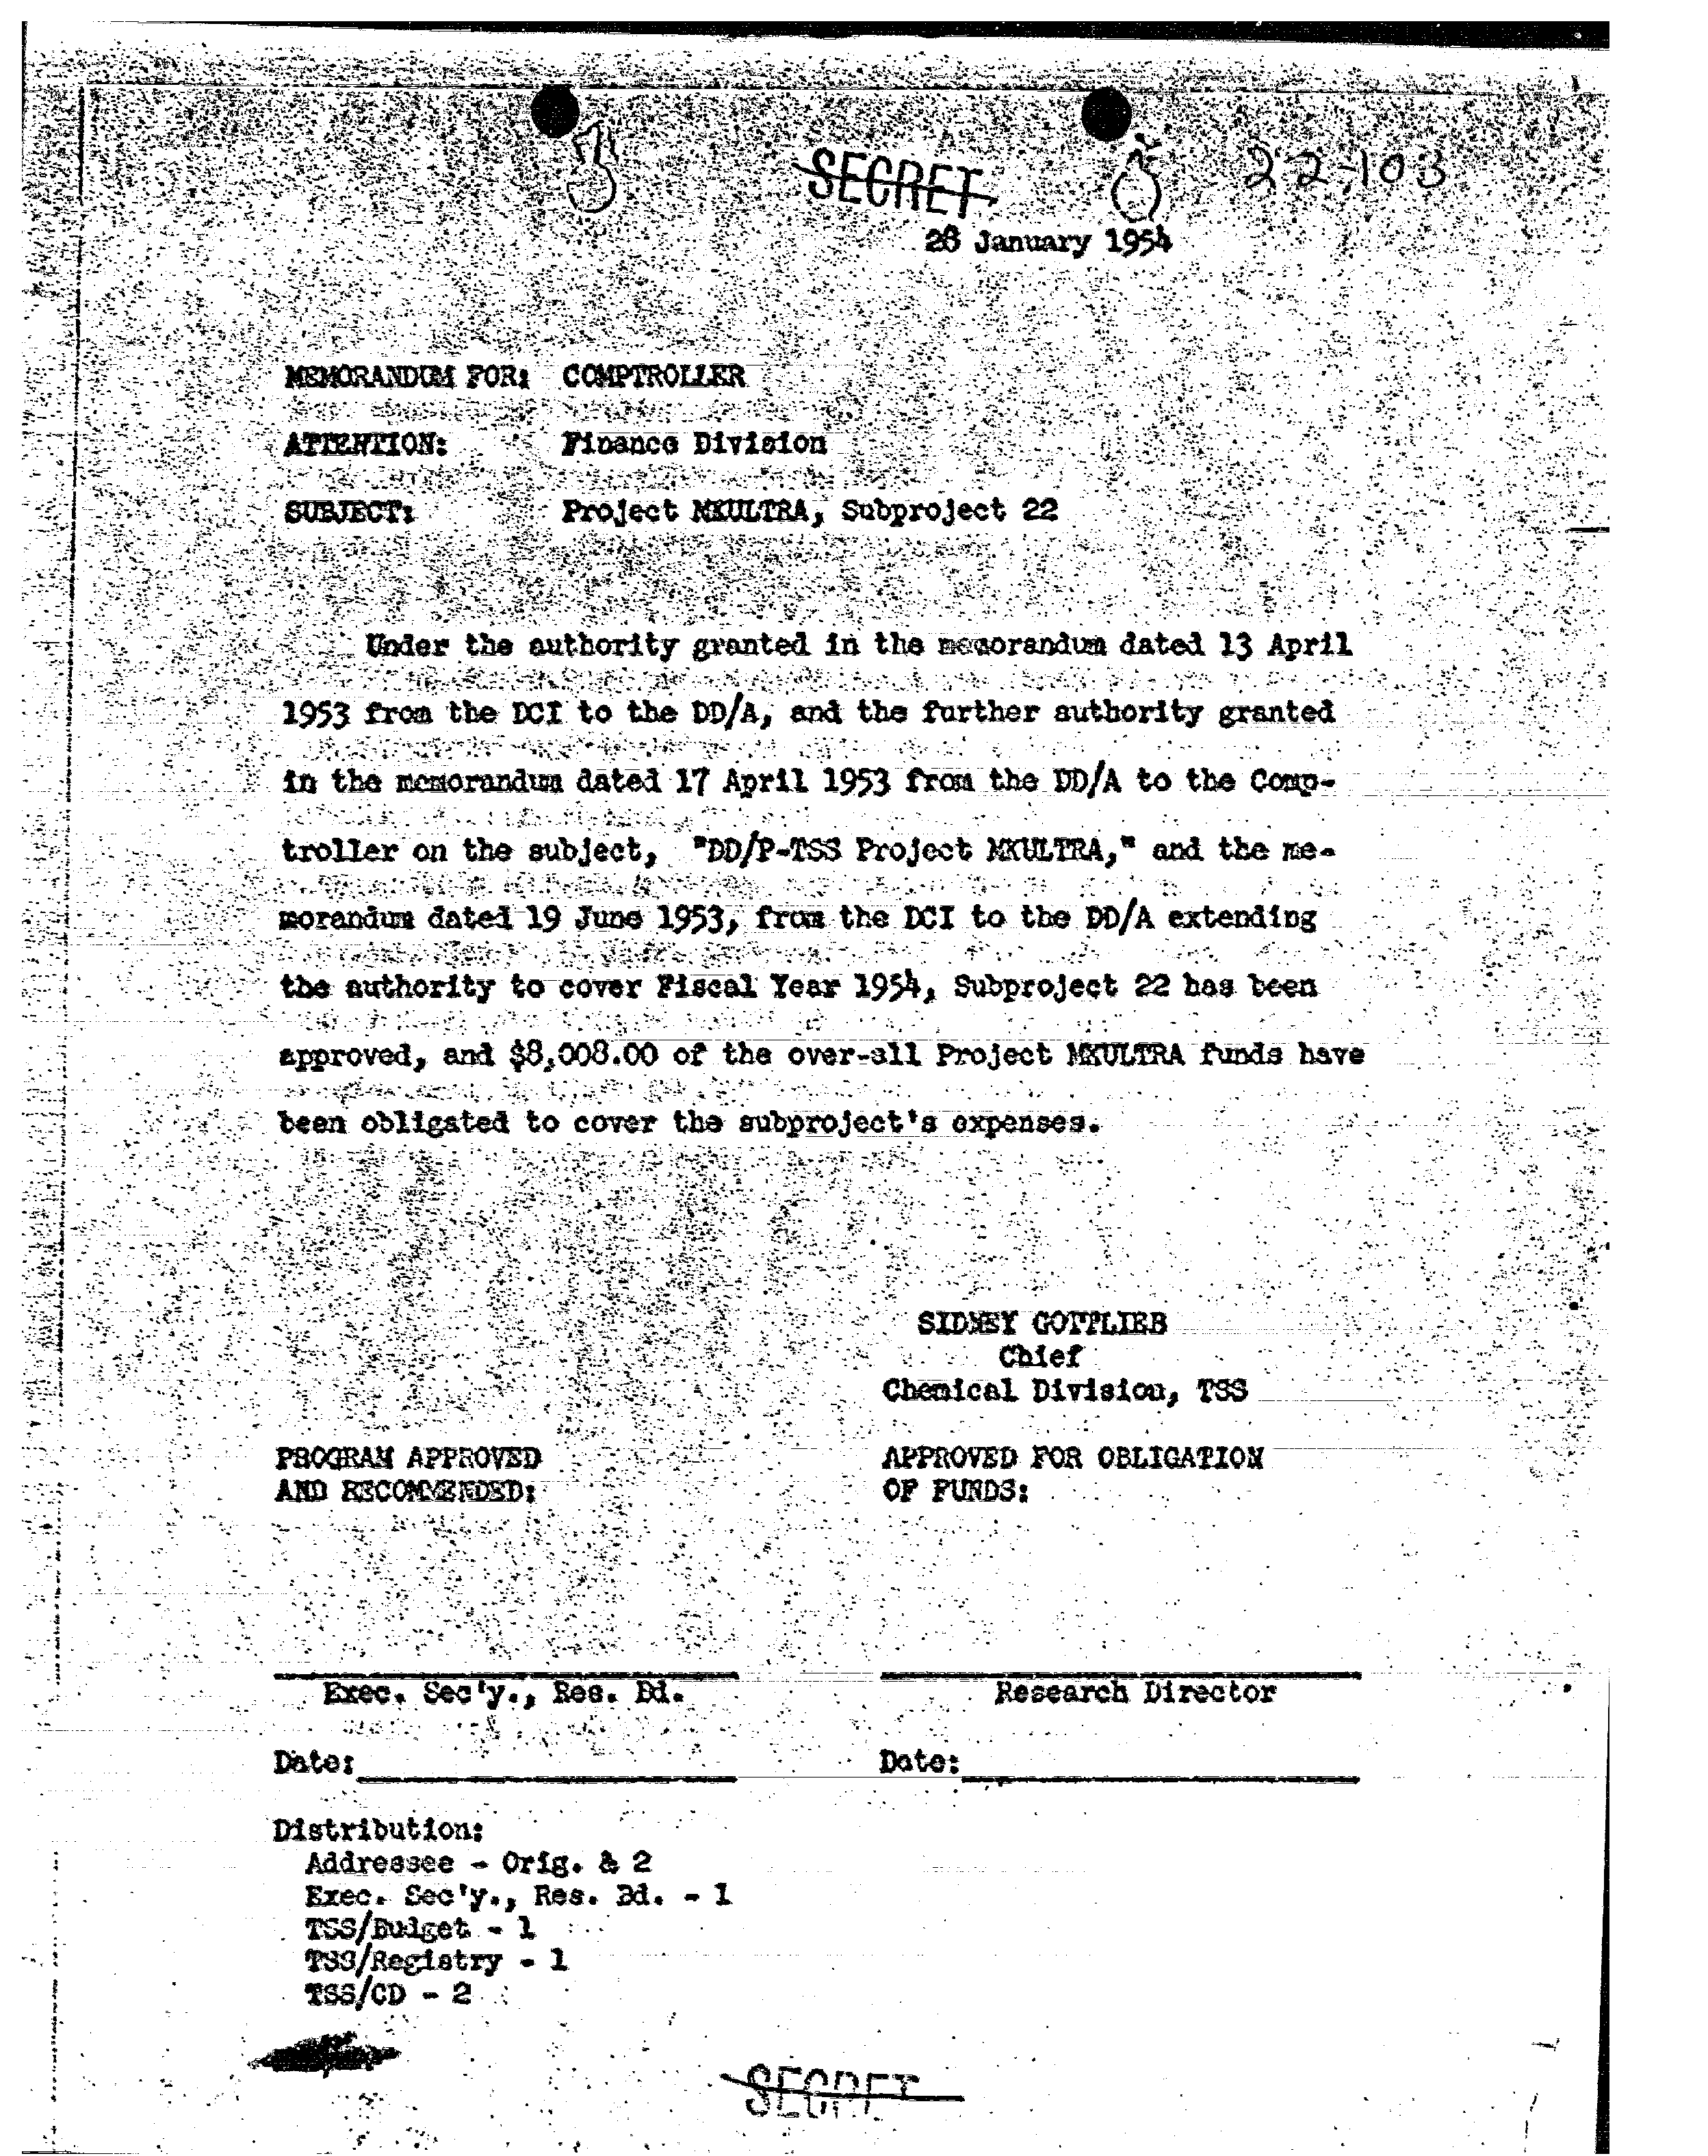 SECRET
22-103
28 January 1954
MEMORANDUM FOR: COMPTROLLER
ATTENTION: Finance Division
SUBJECT: Project MKULTRA, Subproject 22
Under the authority granted in the memorandum dated 13 April
1953 from the DCI to the DD/A, and the further authority granted
in the memorandum dated 17 April 1953 from the DD/A to the Comp-
troller on the subject, "DD/P-TSS Project MKULTRA," and the me-
morandum dated 19 June 1953, from the DCI to the DD/A extending
the authority to cover Fiscal Year 1954, Subproject 22 has been
approved, and $8,008.00 of the over-all Project MKULTRA funds have
been obligated to cover the subproject's expenses.
SIDNEY GOTTLIEB
Chief
Chemical Division, TSS
PROGRAM APPROVED
AND RECOMMENDED:
APPROVED FOR OBLIGATION
OF FUNDS:
Exec. Sec'y., Res. Bd.
Research Director
Date:
Date:
Distribution:
Addressee - Orig. & 2
Exec. Sec'y., Res. Bd. - 1
TSS/Budget - 1
TSS/Registry - 1
TSS/CD - 2
SECRET